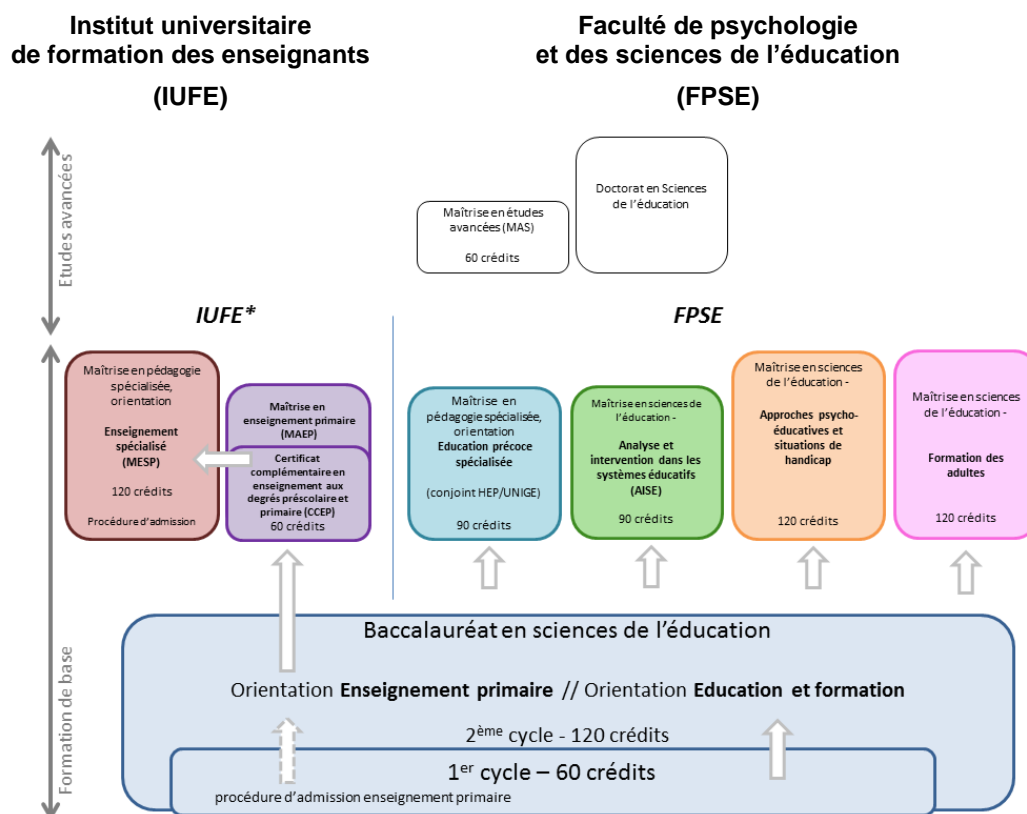 Institut universitaire
de formation des enseignants
(IUFE)
Faculté de psychologie
et des sciences de l'éducation
(FPSE)
Etudes avancées
Maîtrise en études
avancées (MAS)
60 crédits
Doctorat en Sciences
de l'éducation
IUFE*
FPSE
Formation de base
Maîtrise en pédagogie
spécialisée,
orientation
Enseignement
spécialisé
(MESP)
120 crédits
Procédure d'admission
Maîtrise en
enseignement primaire
(MAEP)
Certificat
complémentaire en
enseignement aux
degrés préscolaire et
primaire (CCEP)
60 crédits
Maîtrise en
pédagogie spécialisée,
orientation
Education précoce
spécialisée
(conjoint HEP/UNIGE)
90 crédits
Maîtrise en sciences de
l'éducation -
Analyse et
intervention dans les
systèmes éducatifs
(AISE)
90 crédits
Maîtrise en sciences
de l'éducation -
Approches psycho-
éducatives et
situations de
handicap
120 crédits
Maîtrise en sciences
de l'éducation -
Formation des
adultes
120 crédits
Baccalauréat en sciences de l'éducation
Orientation Enseignement primaire // Orientation Education et formation
2ème cycle - 120 crédits
1er cycle – 60 crédits
procédure d'admission enseignement primaire